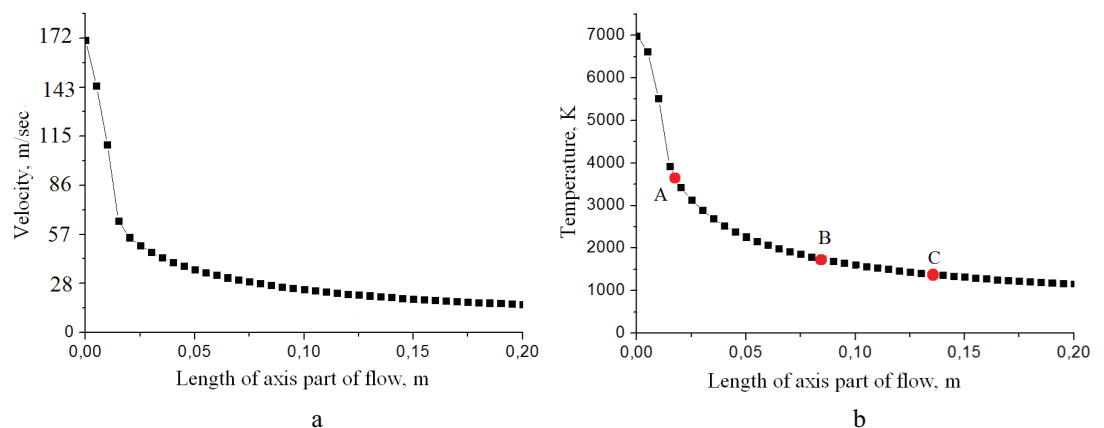 Velocity, m/sec
172
143
115
86
57
28
0
0,00 0,05 0,10 0,15 0,20
Length of axis part of flow, m
a
Temperature, K
7000
6000
5000
4000
3000
2000
1000
0
A
B
C
0,00 0,05 0,10 0,15 0,20
Length of axis part of flow, m
b